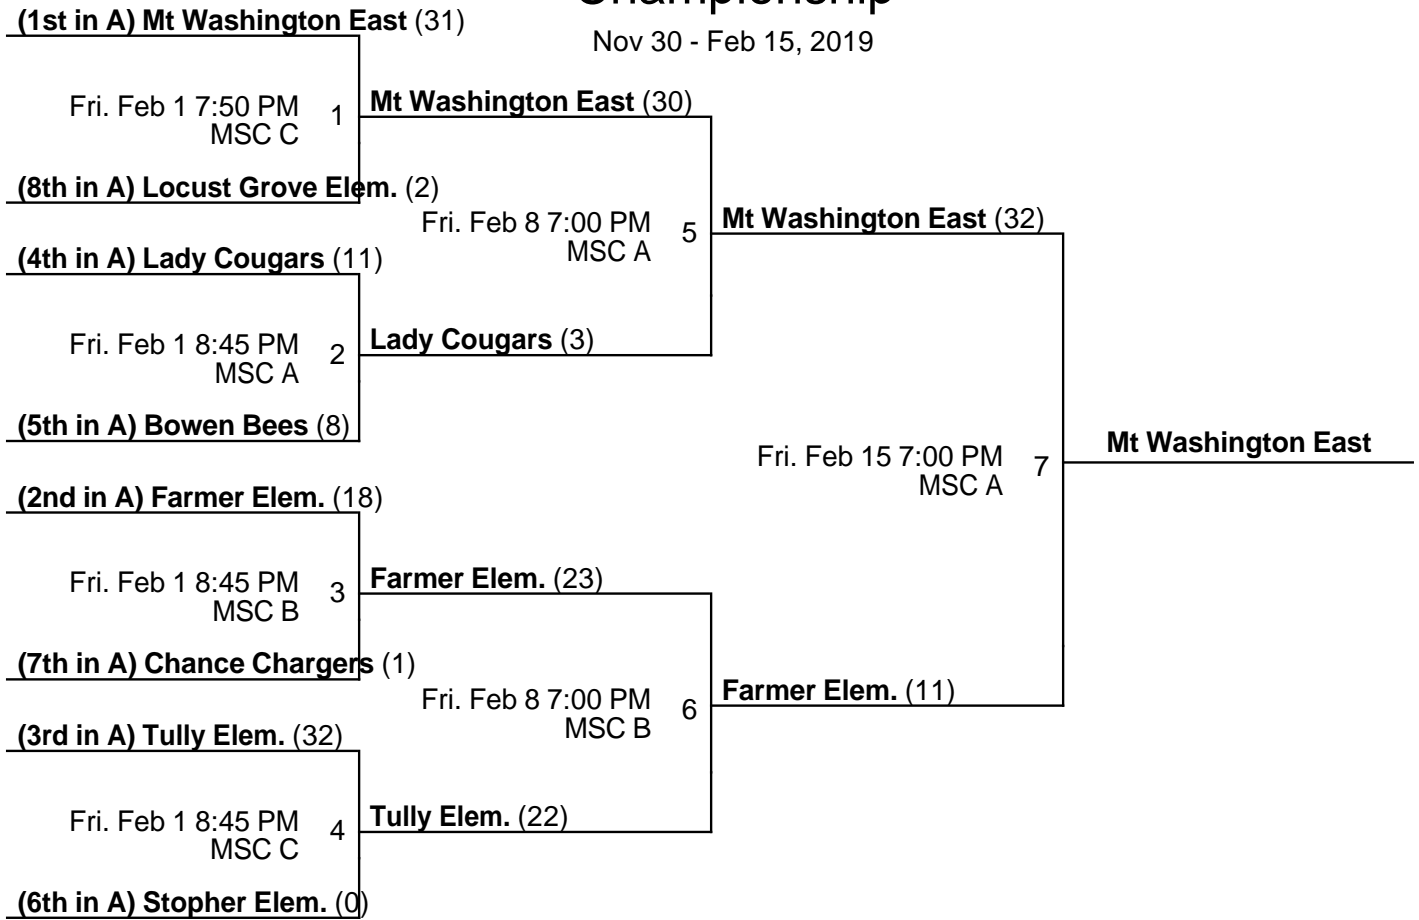 Championship
Nov 30 - Feb 15, 2019
(1st in A) Mt Washington East (31)
Fri. Feb 1 7:50 PM
MSC C
1
Mt Washington East (30)
(8th in A) Locust Grove Elem. (2)
Fri. Feb 8 7:00 PM
MSC A
5
Mt Washington East (32)
(4th in A) Lady Cougars (11)
Fri. Feb 1 8:45 PM
MSC A
2
Lady Cougars (3)
(5th in A) Bowen Bees (8)
Fri. Feb 15 7:00 PM
MSC A
7
Mt Washington East
(2nd in A) Farmer Elem. (18)
Fri. Feb 1 8:45 PM
MSC B
3
Farmer Elem. (23)
(7th in A) Chance Chargers (1)
Fri. Feb 8 7:00 PM
MSC B
6
Farmer Elem. (11)
(3rd in A) Tully Elem. (32)
Fri. Feb 1 8:45 PM
MSC C
4
Tully Elem. (22)
(6th in A) Stopher Elem. (0)